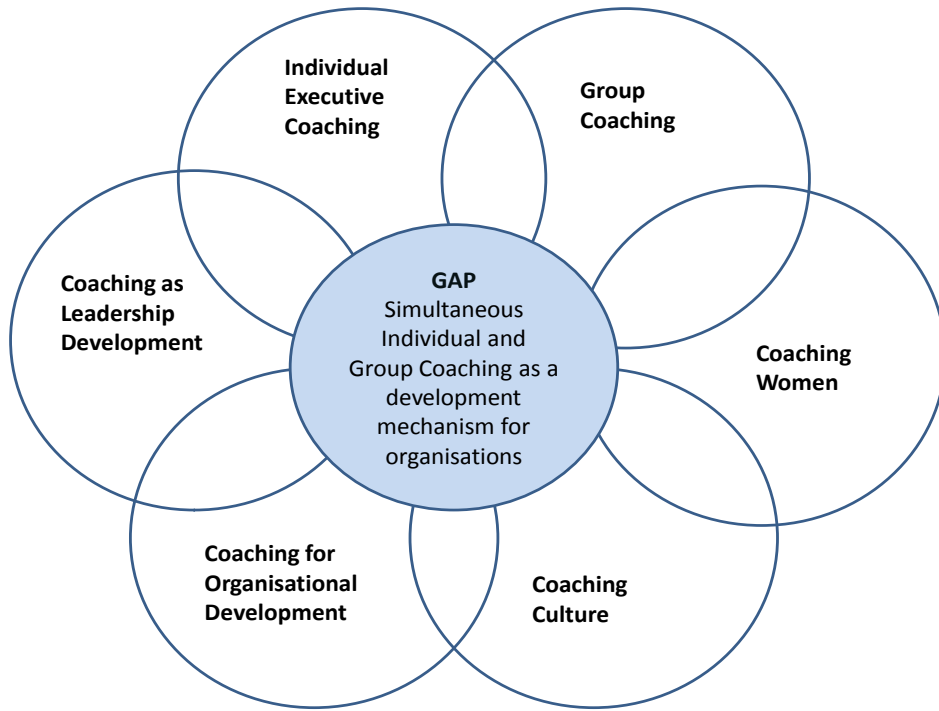 Individual
Executive
Coaching
Group
Coaching
Coaching as
Leadership
Development
GAP
Simultaneous
Individual and
Group Coaching as a
development
mechanism for
organisations
Coaching
Women
Coaching for
Organisational
Development
Coaching
Culture